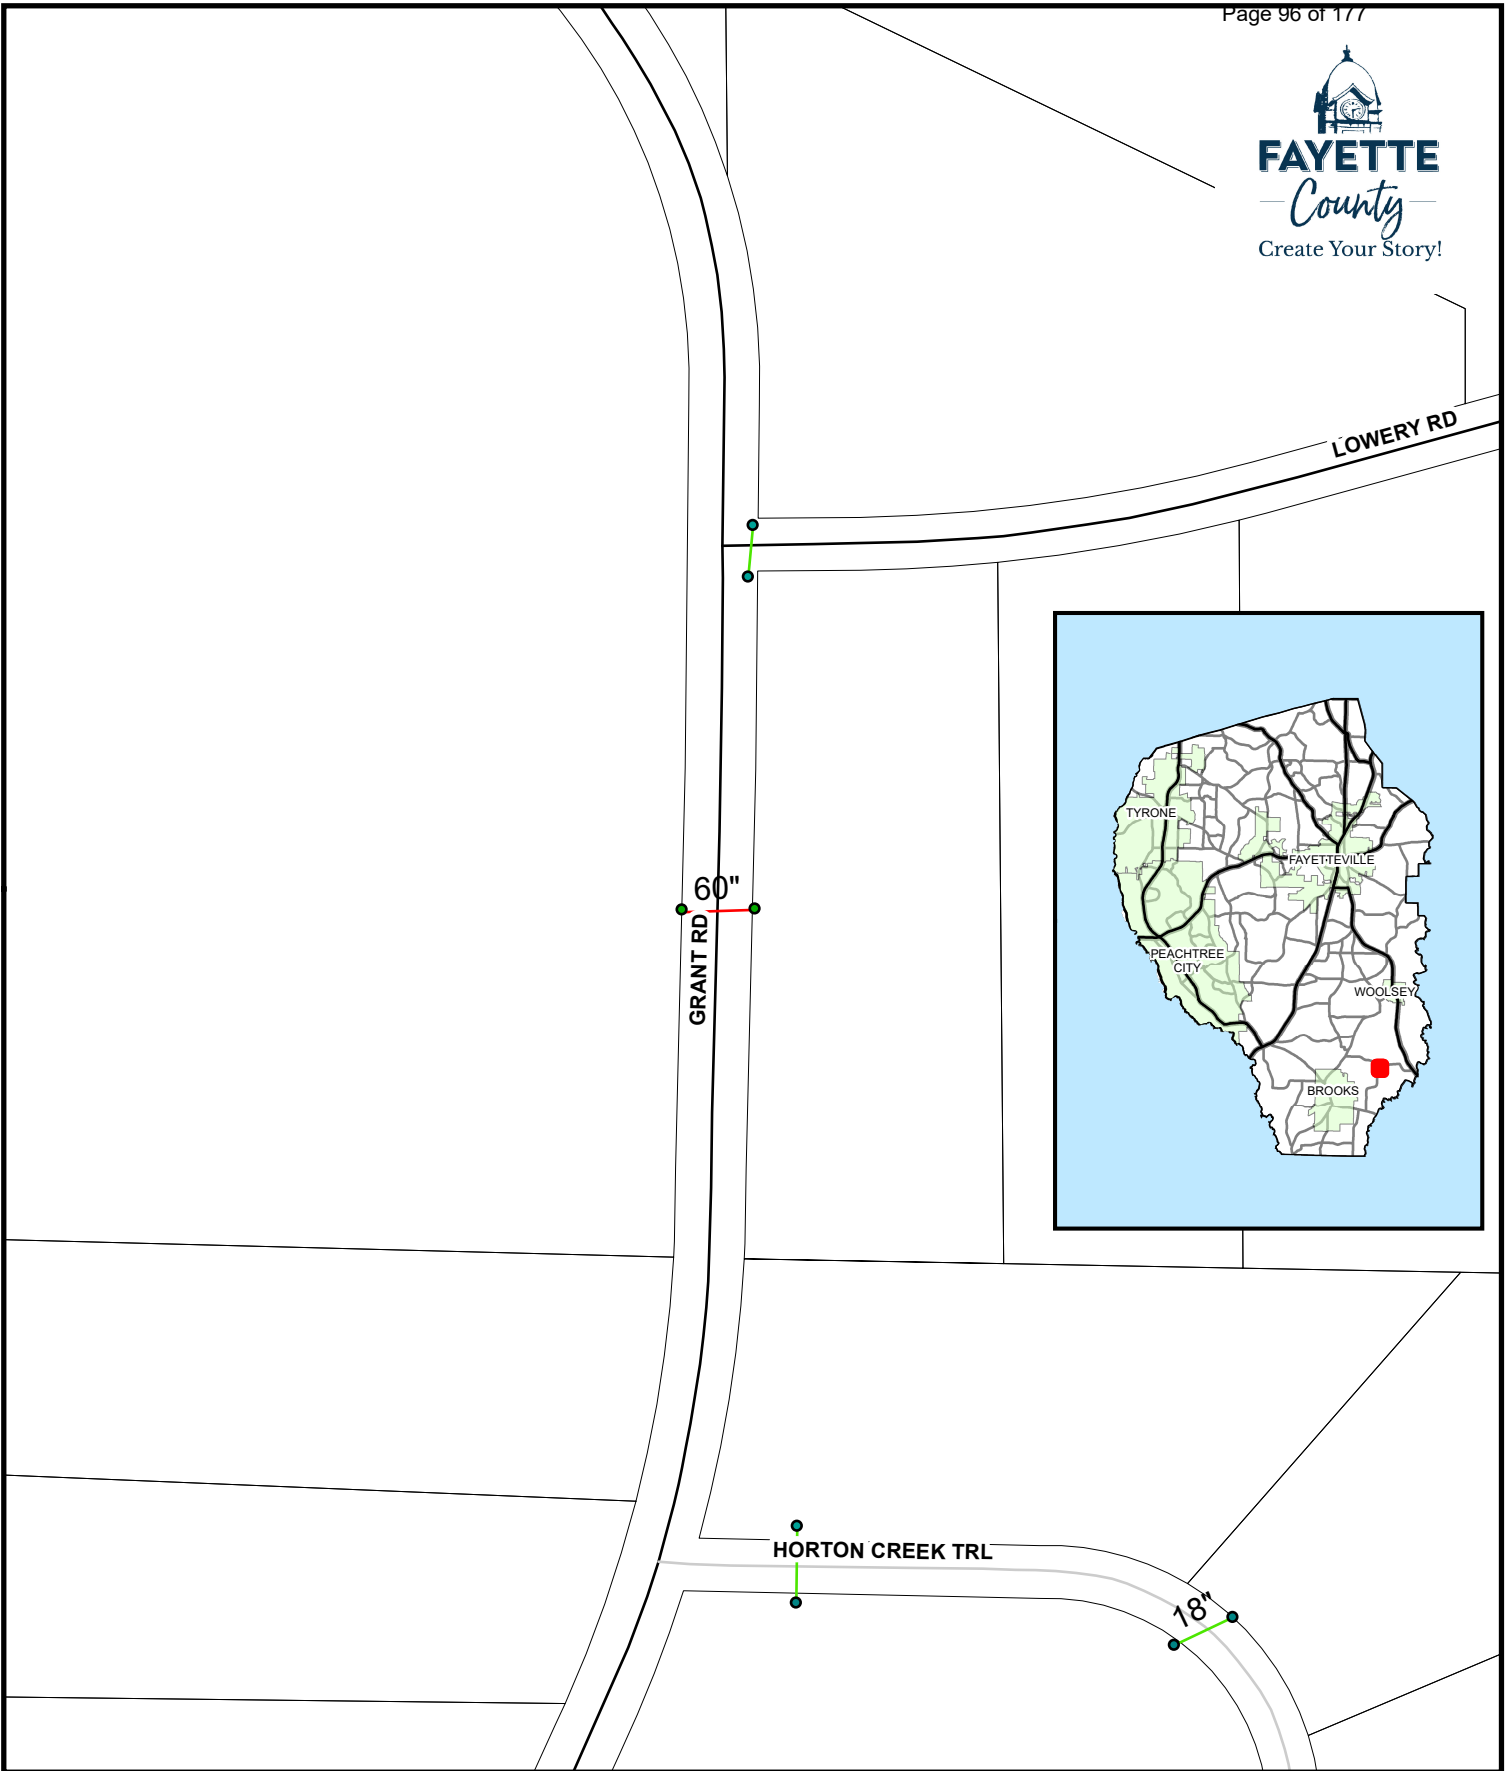 Page 96 of 177
FAYETTE
County
Create Your Story!
LOWERY RD
60"
GRANT RD
TYRONE
FAYETTEVILLE
PEACHTREE
CITY
WOOLSEY
BROOKS
HORTON CREEK TRL
18"